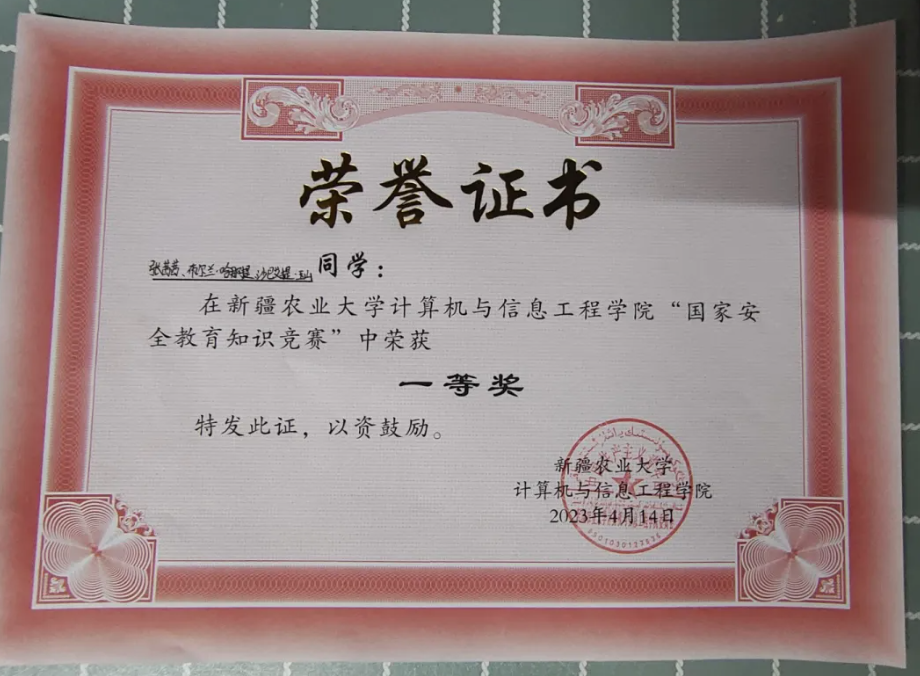 荣誉证书
张茜茜、 同学：
在新疆农业大学计算机与信息工程学院“国家安
全教育知识竞赛”中荣获
一等奖
特发此证，以资鼓励。
新疆农业大学
计算机与信息工程学院
2023年4月14日